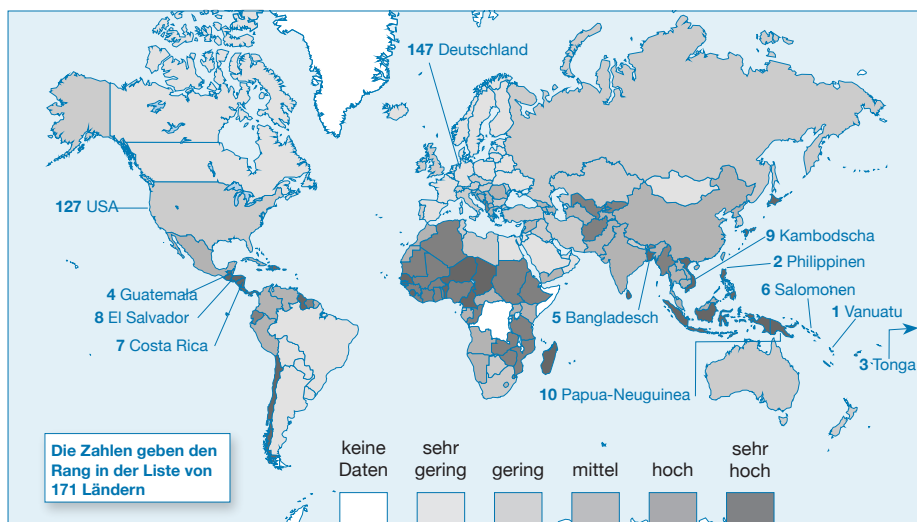 147 Deutschland
127 USA
9 Kambodscha
2 Philippinen
4 Guatemala
6 Salomonen
8 El Salvador
5 Bangladesch
1 Vanuatu
7 Costa Rica
3 Tonga
10 Papua-Neuguinea
Die Zahlen geben den
Rang in der Liste von
171 Ländern
keine
Daten
sehr
gering
gering
mittel
hoch
sehr
hoch